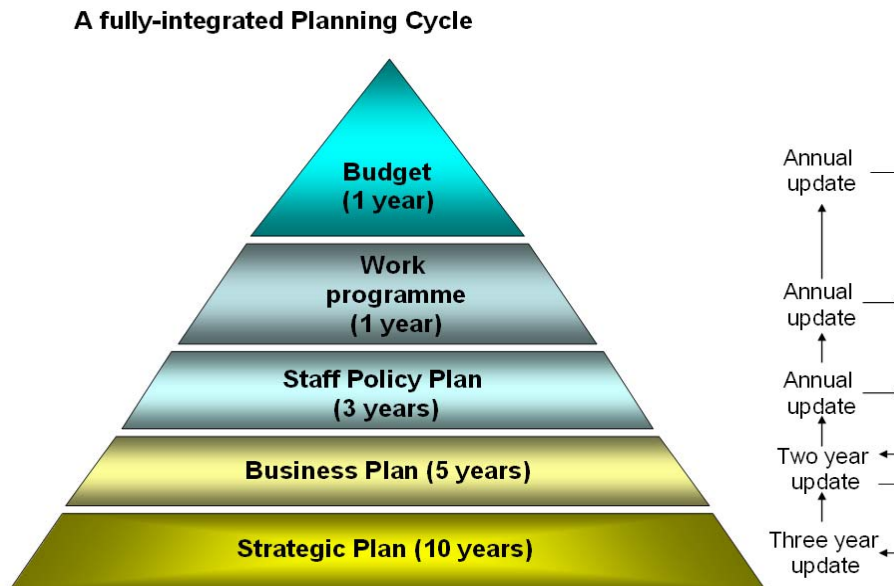 A fully-integrated Planning Cycle
Budget
(1 year)
Annual
update
Work
programme
(1 year)
Annual
update
Staff Policy Plan
(3 years)
Annual
update
Business Plan (5 years)
Two year
update
Strategic Plan (10 years)
Three year
update